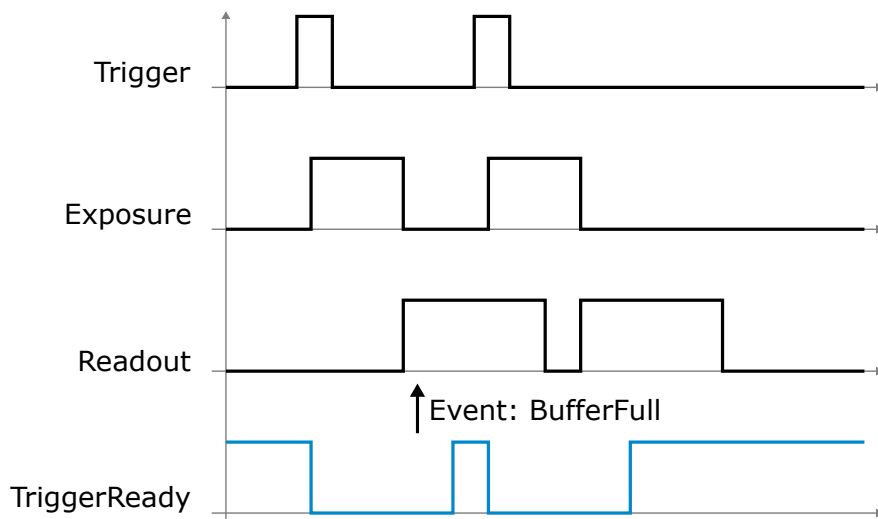 Trigger
Exposure
Readout
Event: BufferFull
TriggerReady